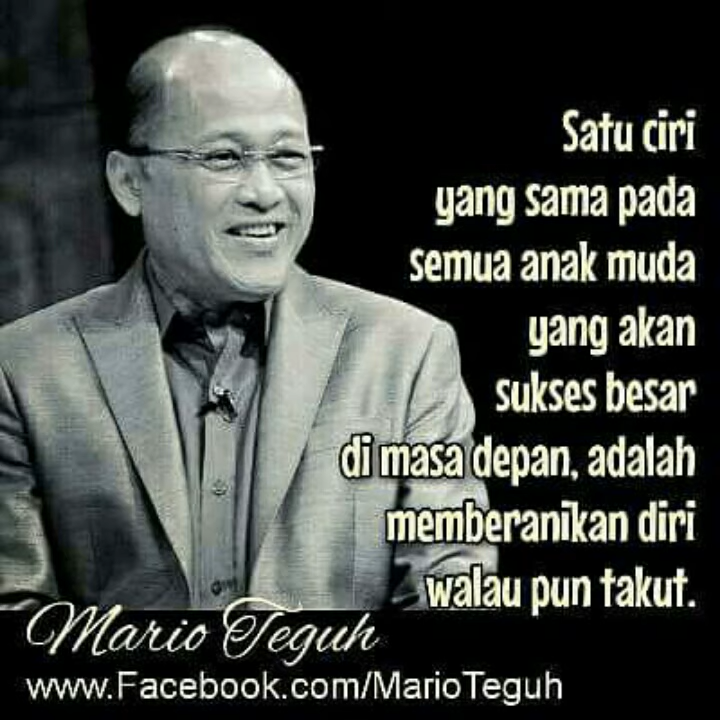 Satu ciri
yang sama pada
semua anak muda
yang akan
sukses besar
di masa depan, adalah
memberanikan diri
walau pun takut.
Mario Teguh
www.Facebook.com/MarioTeguh